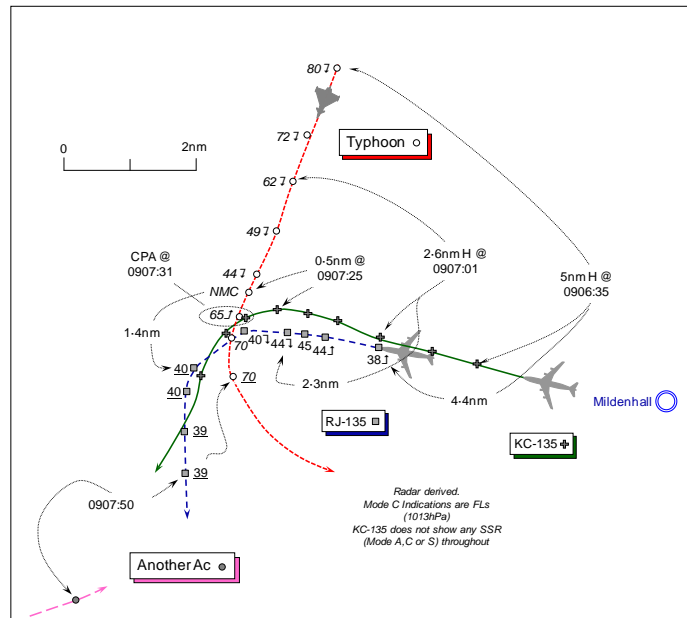 80↴
72↴
Typhoon
0
2nm
62↴
49↴
CPA @
0907:31
0·5nm @
0907:25
2·6nm H @
0907:01
5nm H @
0906:35
44↴
NMC
65⤴
1·4nm
70
40↴
44↴
45
44⤴
38⤴
40
70
2·3nm
4·4nm
40
Mildenhall
RJ-135
39
KC-135
39
0907:50
Radar derived.
Mode C Indications are FLs
(1013hPa)
KC-135 does not show any SSR
(Mode A,C or S) throughout
Another Ac